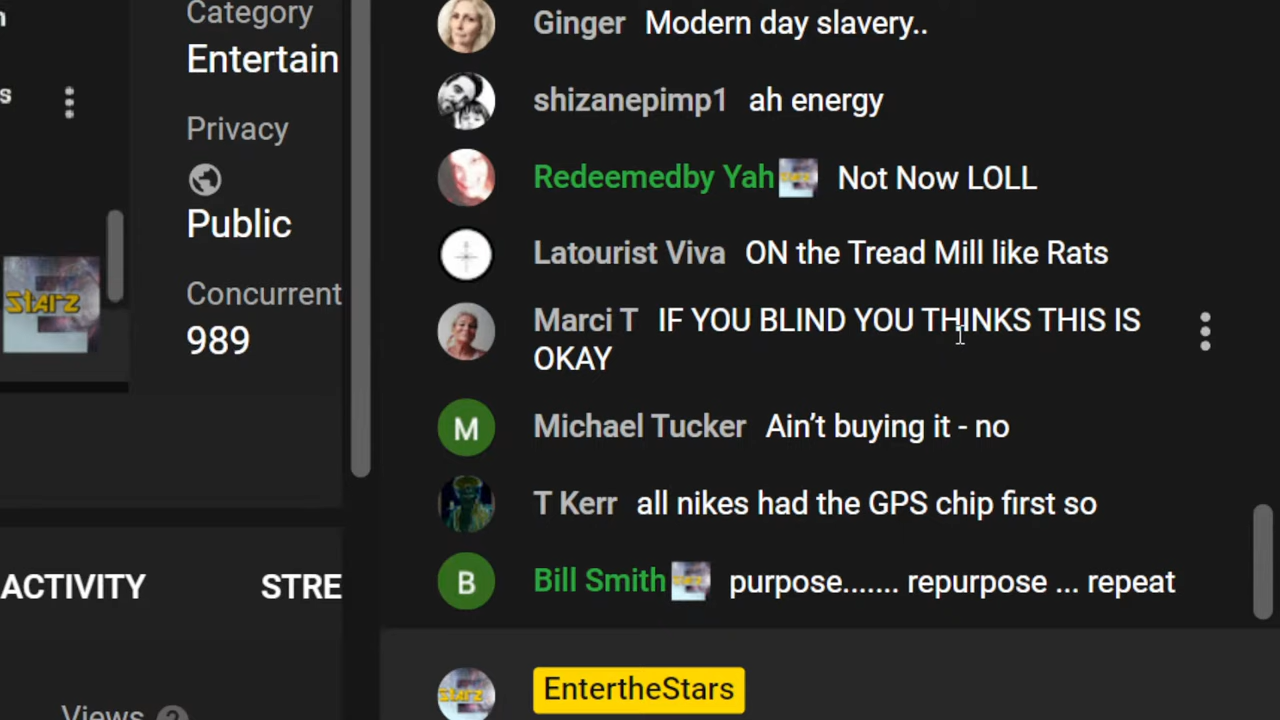 Category
Entertain
Privacy
Public
Concurrent
989
ACTIVITY
STRE
Views
Starz
Ginger Modern day slavery..
shizanepimp1 ah energy
Redeemedby Yah Not Now LOLL
Latourist Viva ON the Tread Mill like Rats
Marci T IF YOU BLIND YOU THINKS THIS IS
OKAY
M Michael Tucker Ain’t buying it - no
T Kerr all nikes had the GPS chip first so
B Bill Smith purpose....... repurpose ... repeat
EntertheStars